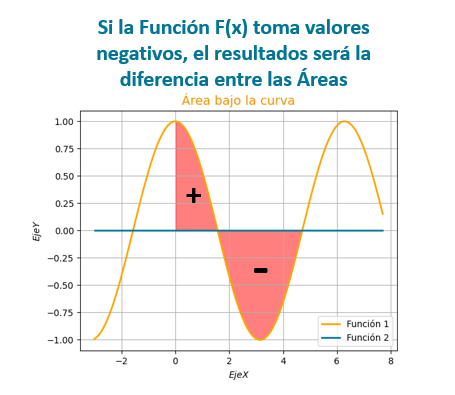 Si la Función F(x) toma valores
negativos, el resultados será la
diferencia entre las Áreas
Área bajo la curva
1.00
0.75
0.50
0.25
0.00
−0.25
−0.50
−0.75
−1.00
EjeY
+
-
−2
0
2
4
6
8
EjeX
Función 1
Función 2